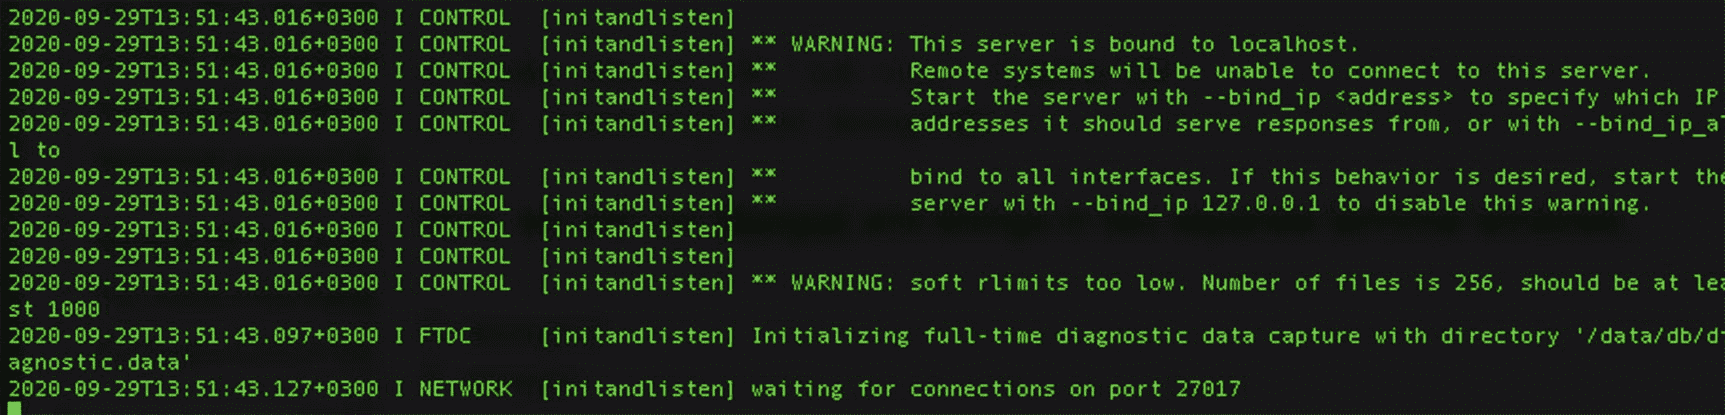 2020-09-29T13:51:43.016+0300 I CONTROL  [initandlisten]
2020-09-29T13:51:43.016+0300 I CONTROL  [initandlisten] ** WARNING: This server is bound to localhost.
2020-09-29T13:51:43.016+0300 I CONTROL  [initandlisten] **          Remote systems will be unable to connect to this server.
2020-09-29T13:51:43.016+0300 I CONTROL  [initandlisten] **          Start the server with --bind_ip <address> to specify which IP
2020-09-29T13:51:43.016+0300 I CONTROL  [initandlisten] **          addresses it should serve responses from, or with --bind_ip_al
l to
2020-09-29T13:51:43.016+0300 I CONTROL  [initandlisten] **          bind to all interfaces. If this behavior is desired, start the
2020-09-29T13:51:43.016+0300 I CONTROL  [initandlisten] **          server with --bind_ip 127.0.0.1 to disable this warning.
2020-09-29T13:51:43.016+0300 I CONTROL  [initandlisten]
2020-09-29T13:51:43.016+0300 I CONTROL  [initandlisten]
2020-09-29T13:51:43.016+0300 I CONTROL  [initandlisten] ** WARNING: soft rlimits too low. Number of files is 256, should be at lea
st 1000
2020-09-29T13:51:43.097+0300 I FTDC     [initandlisten] Initializing full-time diagnostic data capture with directory '/data/db/di
agnostic.data'
2020-09-29T13:51:43.127+0300 I NETWORK  [initandlisten] waiting for connections on port 27017